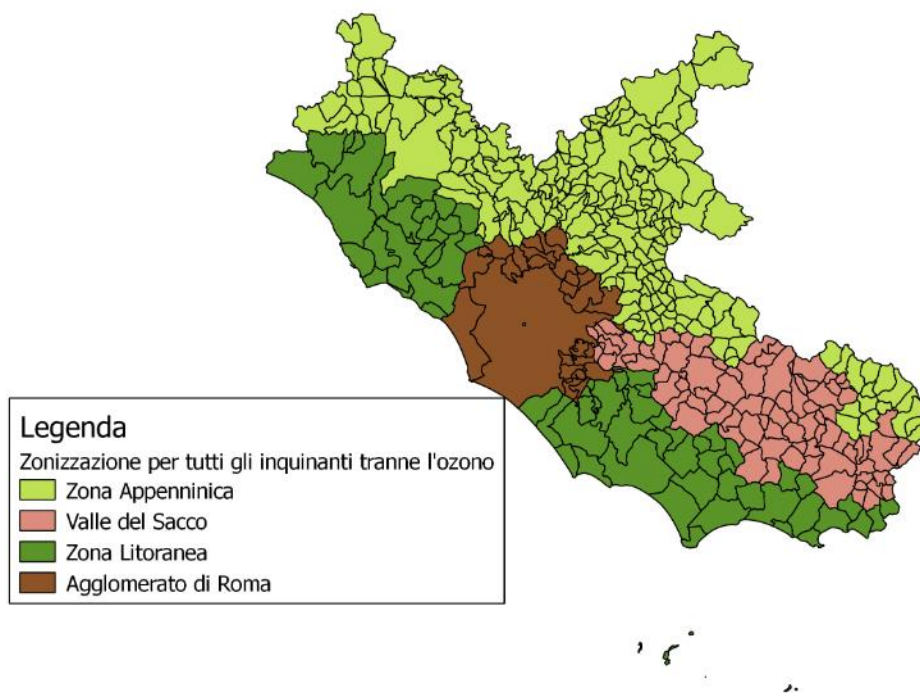 Legenda
Zonizzazione per tutti gli inquinanti tranne l'ozono
Zona Appenninica
Valle del Sacco
Zona Litoranea
Agglomerato di Roma